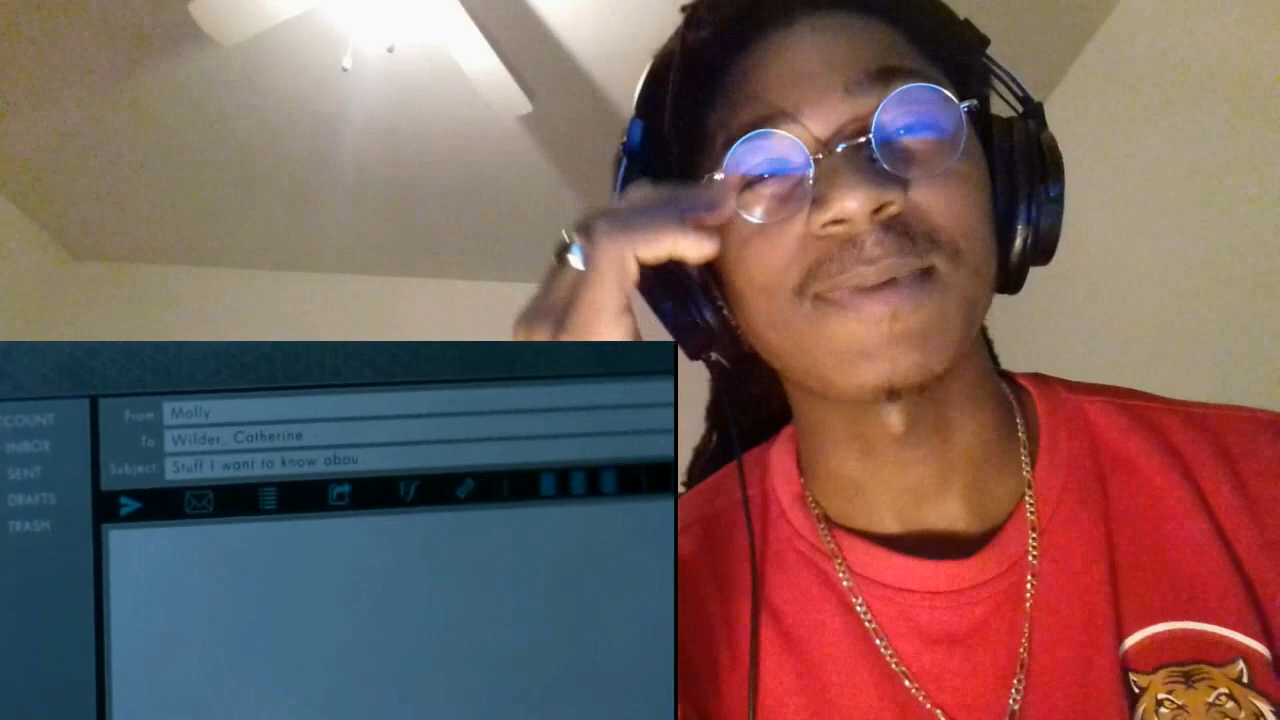 COUNT
INBOX
SENT
DRAFTS
TRASH
From: Molly
To: Wilder, Catherine
Subject: Stuff I want to know abou